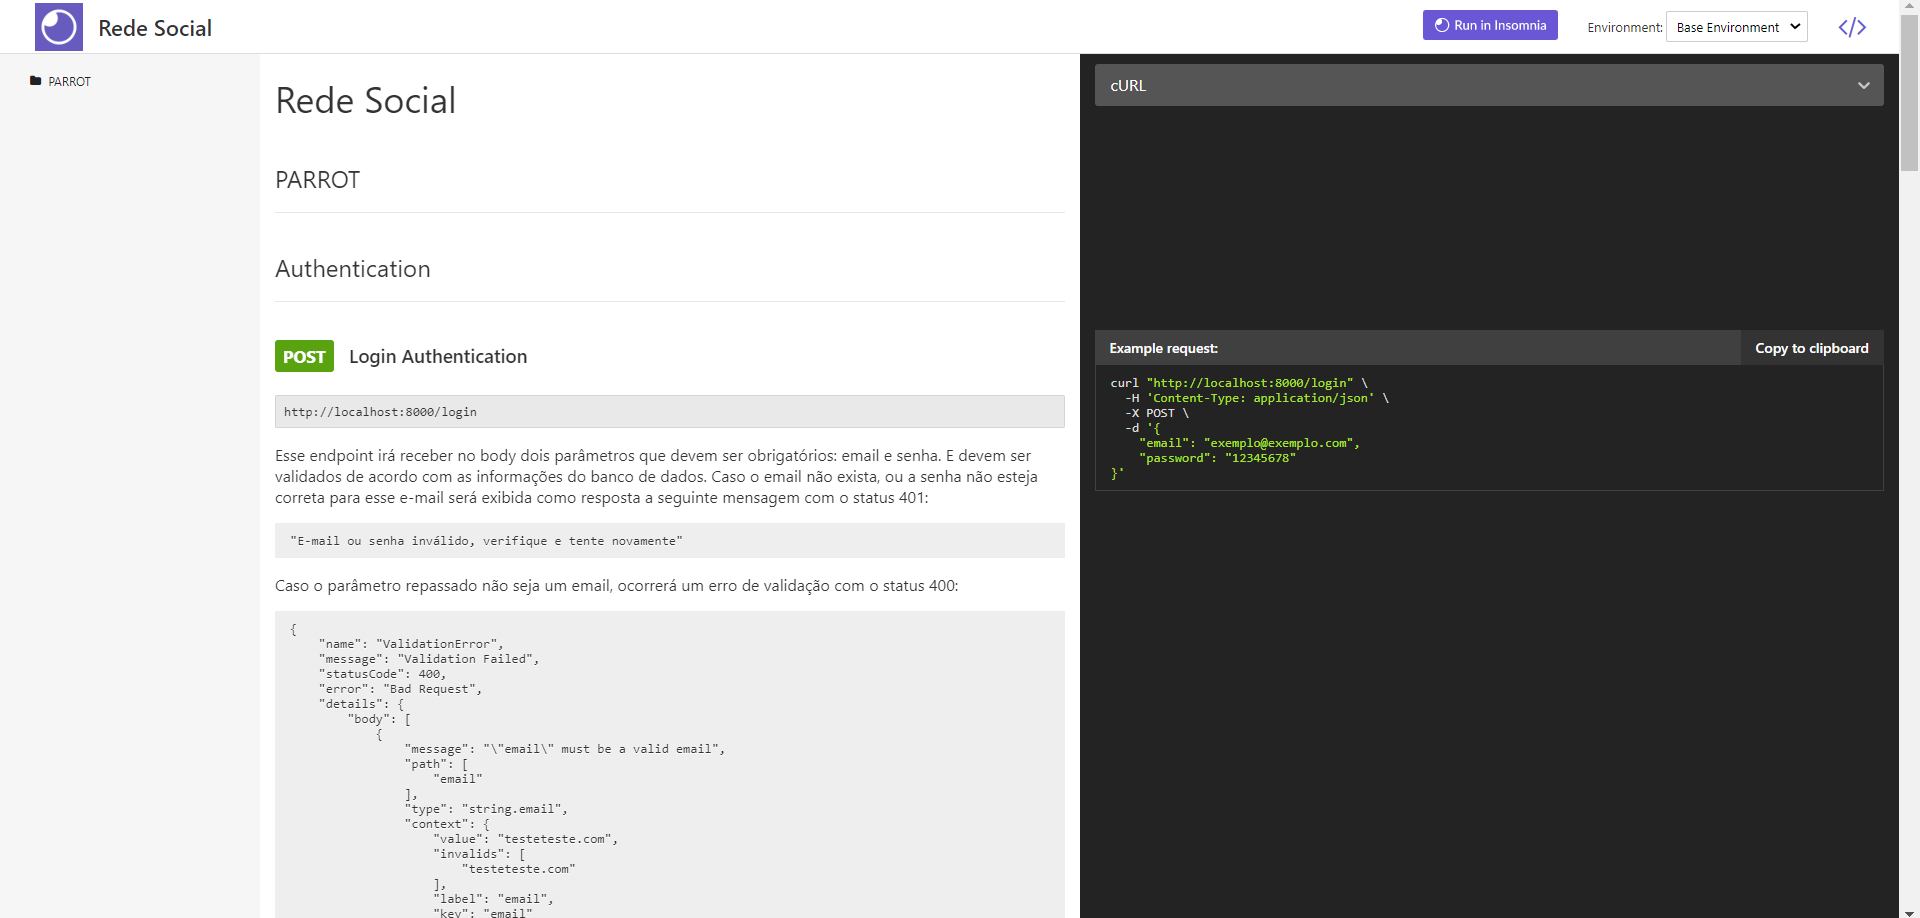 Rede Social
Run in Insomnia
Environment:
Base Environment
</>
PARROT
Rede Social
PARROT
Authentication
POST Login Authentication
http://localhost:8000/login
Esse endpoint irá receber no body dois parâmetros que devem ser obrigatórios: email e senha. E devem ser
validados de acordo com as informações do banco de dados. Caso o email não exista, ou a senha não esteja
correta para esse e-mail será exibida como resposta a seguinte mensagem com o status 401:
"E-mail ou senha inválido, verifique e tente novamente"
Caso o parâmetro repassado não seja um email, ocorrerá um erro de validação com o status 400:
{
"name": "ValidationError",
"message": "Validation Failed",
"statusCode": 400,
"error": "Bad Request",
"details": {
"body": [
{
"message": "\"email\" must be a valid email",
"path": [
"email"
],
"type": "string.email",
"context": {
"value": "testeteste.com",
"invalids": [
"testeteste.com"
],
"label": "email",
"key": "email"
cURL
Example request:
Copy to clipboard
curl "http://localhost:8000/login" \
-H 'Content-Type: application/json' \
-X POST \
-d '{
"email": "exemplo@exemplo.com",
"password": "12345678"
}'